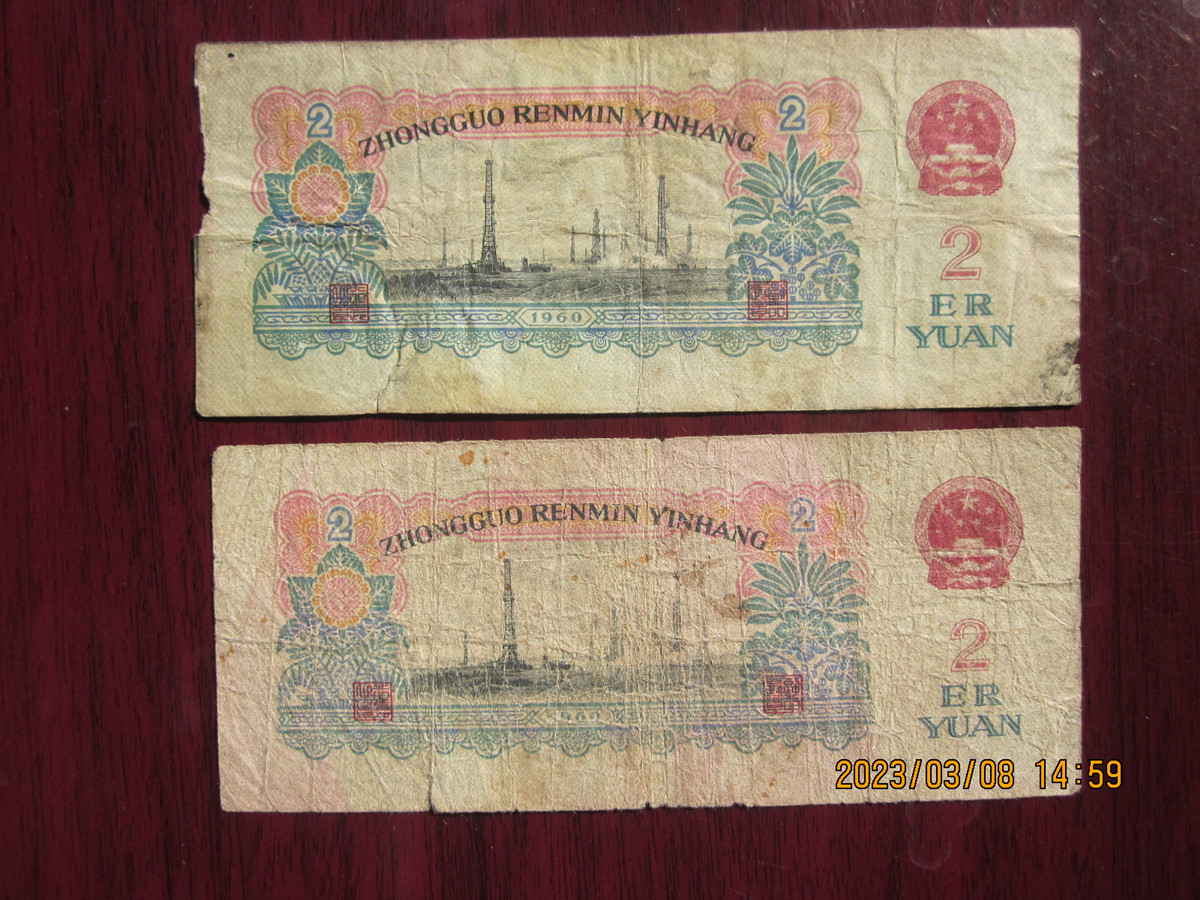 2 ZHONGGUO RENMIN YINHANG 2
2
ER
YUAN
1960
2 ZHONGGUO RENMIN YINHANG 2
2
ER
YUAN
1960
2023/03/08 14:59